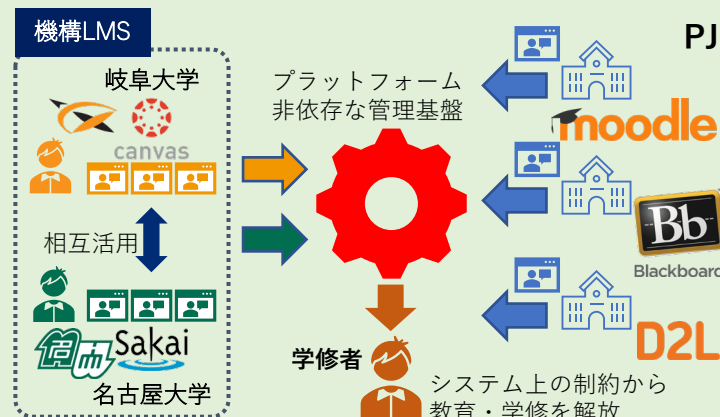 機構LMS
岐阜大学
canvas
相互活用
名大
Sakai
名古屋大学
プラットフォーム
非依存な管理基盤
学修者
システム上の制約から
教育・学修を解放
PJ
moodle
Bb
Blackboard
D2L